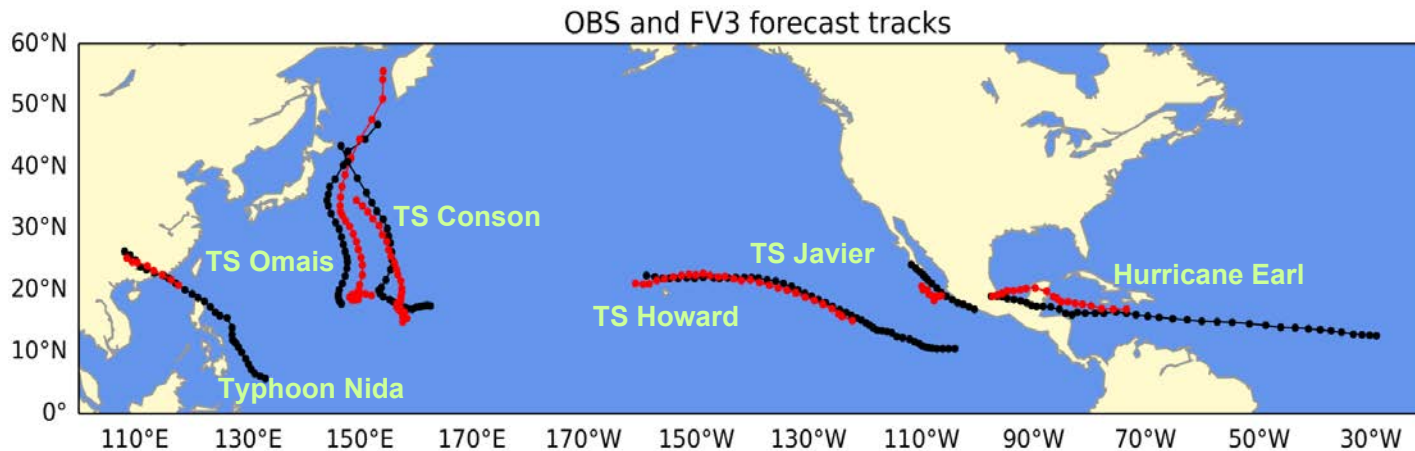 OBS and FV3 forecast tracks
60°N
50°N
40°N
30°N
20°N
10°N
0°
TS Conson
TS Omais
TS Javier
Hurricane Earl
TS Howard
Typhoon Nida
110°E 130°E 150°E 170°E 170°W 150°W 130°W 110°W 90°W 70°W 50°W 30°W